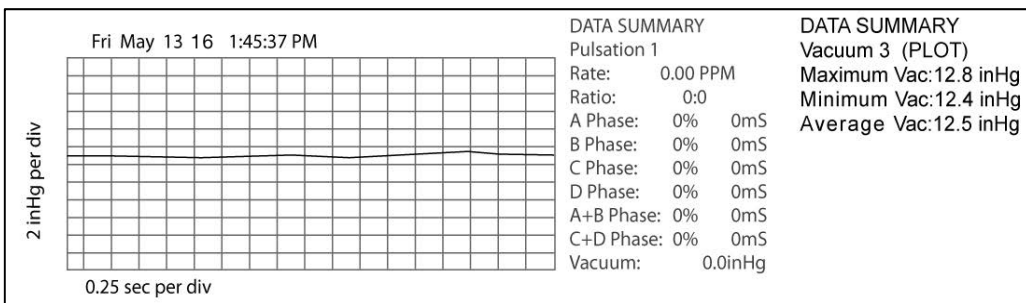 Fri May 13 16 1:45:37 PM
2 inHg per div
0.25 sec per div
DATA SUMMARY
Pulsation 1
Rate: 0.00 PPM
Ratio: 0:0
A Phase: 0% 0mS
B Phase: 0% 0mS
C Phase: 0% 0mS
D Phase: 0% 0mS
A+B Phase: 0% 0mS
C+D Phase: 0% 0mS
Vacuum: 0.0inHg
DATA SUMMARY
Vacuum 3 (PLOT)
Maximum Vac:12.8 inHg
Minimum Vac:12.4 inHg
Average Vac:12.5 inHg